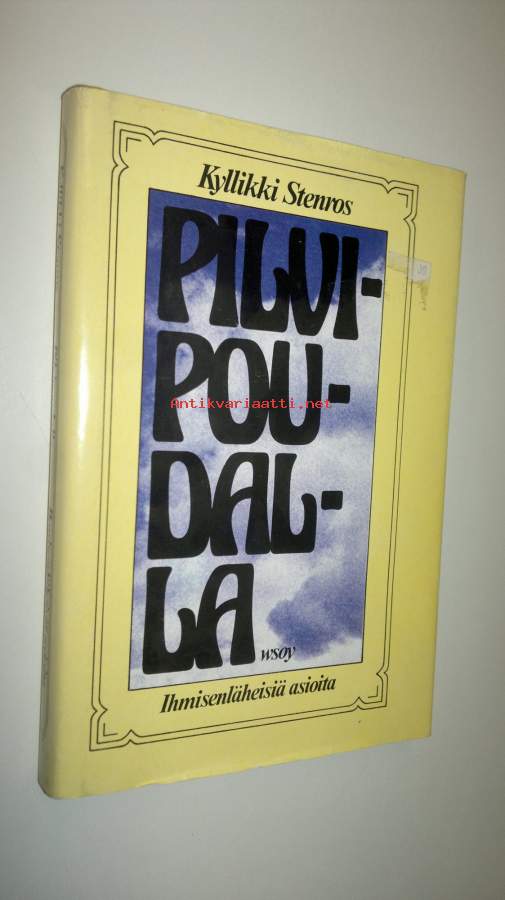 Kyllikki Stenros
PILVI-
POU-
Antikvariaatti.net
DAL-
LA
wsoy
Ihmisenläheisiä asioita